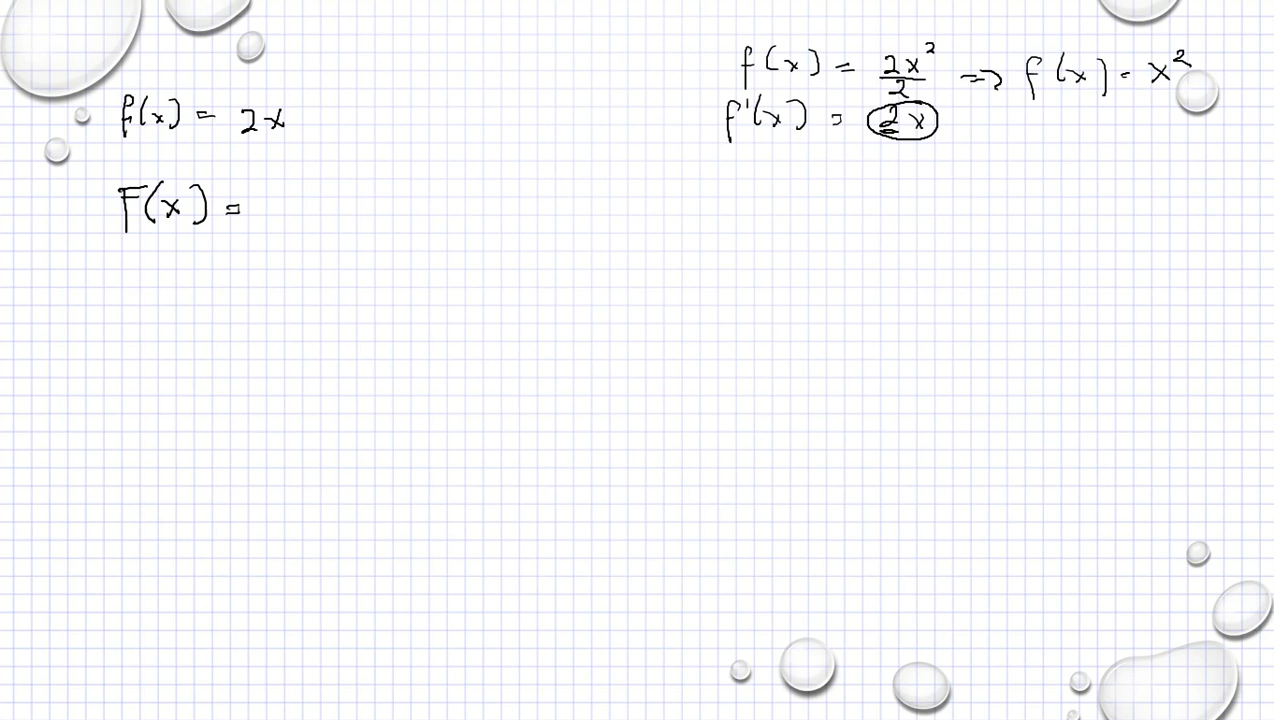 f(x) = 2x
F(x) =
f(x) = 2x²/2 => f(x) = x²
f'(x) = 2x